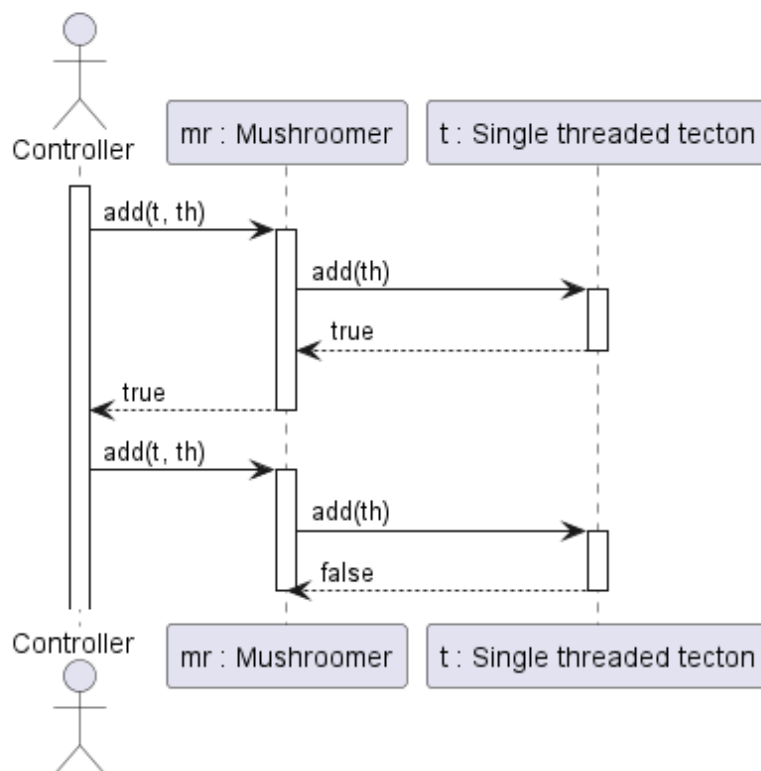 Controller
mr : Mushroomer
t : Single threaded tecton
add(t, th)
add(th)
true
true
add(t, th)
add(th)
false
Controller
mr : Mushroomer
t : Single threaded tecton